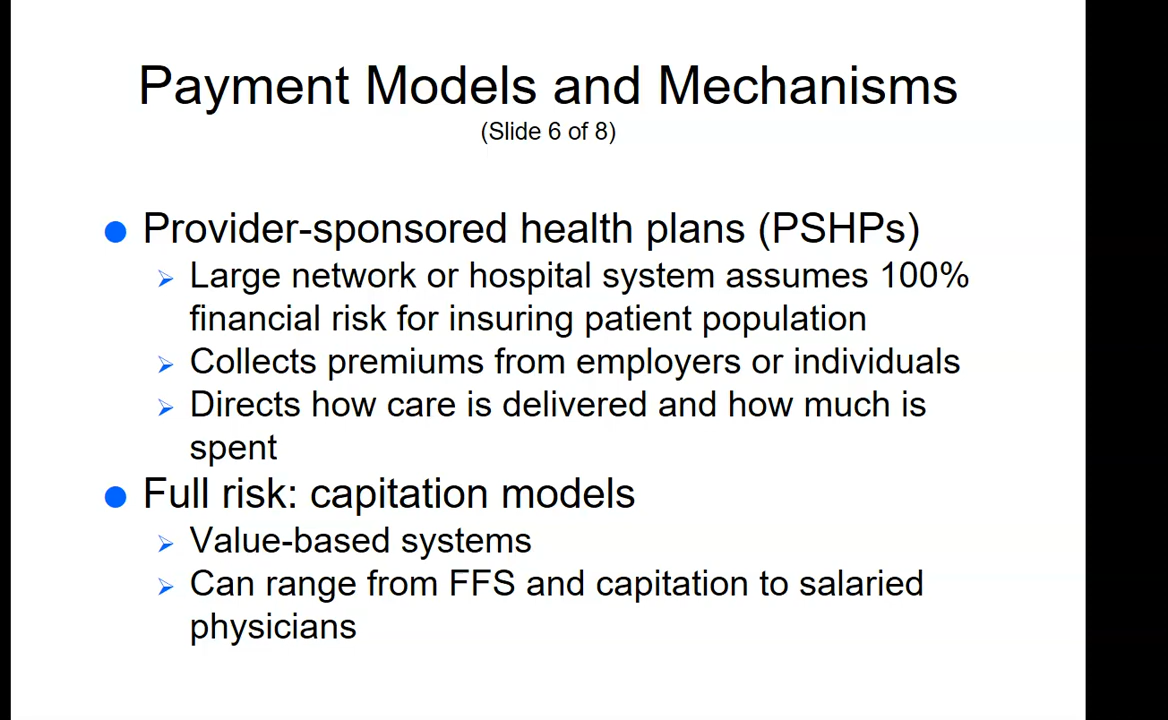 Payment Models and Mechanisms
(Slide 6 of 8)
Provider-sponsored health plans (PSHPs)
Large network or hospital system assumes 100%
financial risk for insuring patient population
Collects premiums from employers or individuals
Directs how care is delivered and how much is
spent
Full risk: capitation models
Value-based systems
Can range from FFS and capitation to salaried
physicians